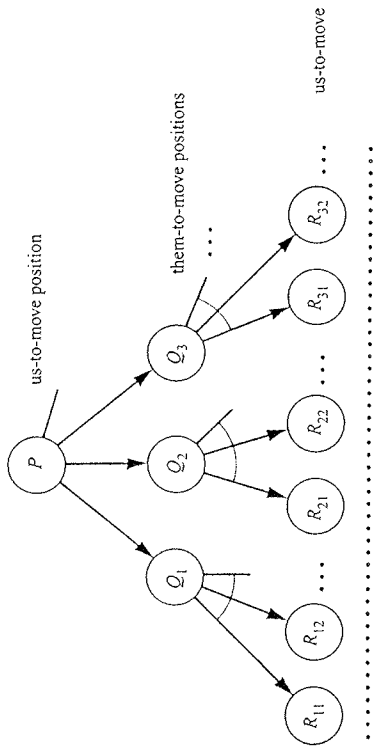 P
us-to-move position
Q1 Q2 Q3
them-to-move positions
. . .
R11 R12 . . . R21 R22 . . . R31 R32 . . .
us-to-move